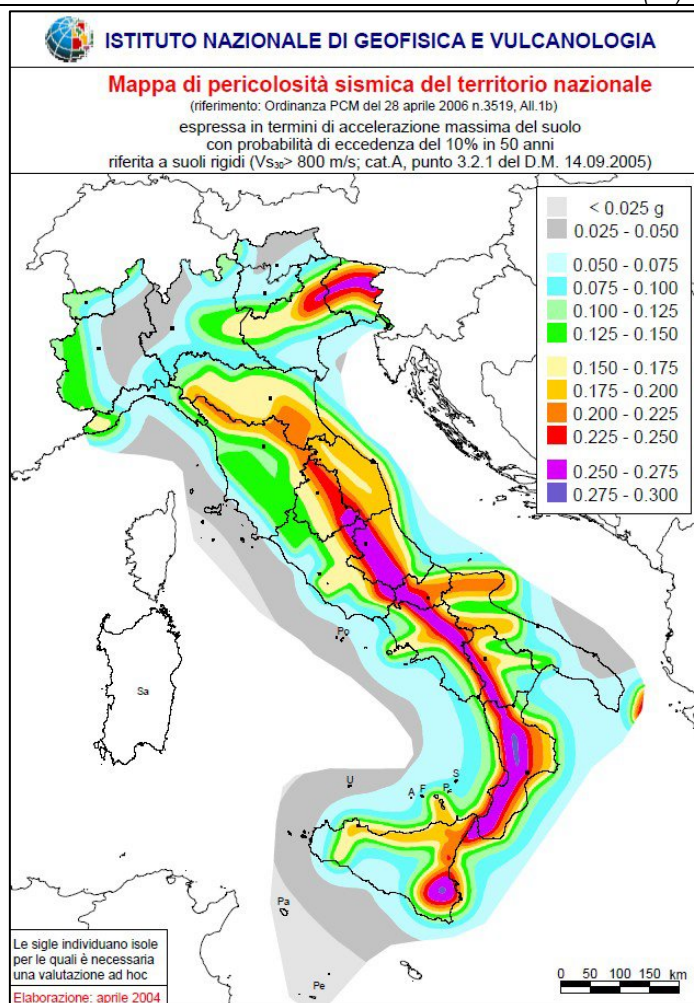 ISTITUTO NAZIONALE DI GEOFISICA E VULCANOLOGIA
Mappa di pericolosità sismica del territorio nazionale
(riferimento: Ordinanza PCM del 28 aprile 2006 n.3519, All.1b)
espressa in termini di accelerazione massima del suolo
con probabilità di eccedenza del 10% in 50 anni
riferita a suoli rigidi (Vs30> 800 m/s; cat.A, punto 3.2.1 del D.M. 14.09.2005)
< 0.025 g
0.025 - 0.050
0.050 - 0.075
0.075 - 0.100
0.100 - 0.125
0.125 - 0.150
0.150 - 0.175
0.175 - 0.200
0.200 - 0.225
0.225 - 0.250
0.250 - 0.275
0.275 - 0.300
Po
Sa
U
A
F
P
S
Pa
Pe
Le sigle individuano isole
per le quali è necessaria
una valutazione ad hoc
Elaborazione: aprile 2004
0 50 100 150 km